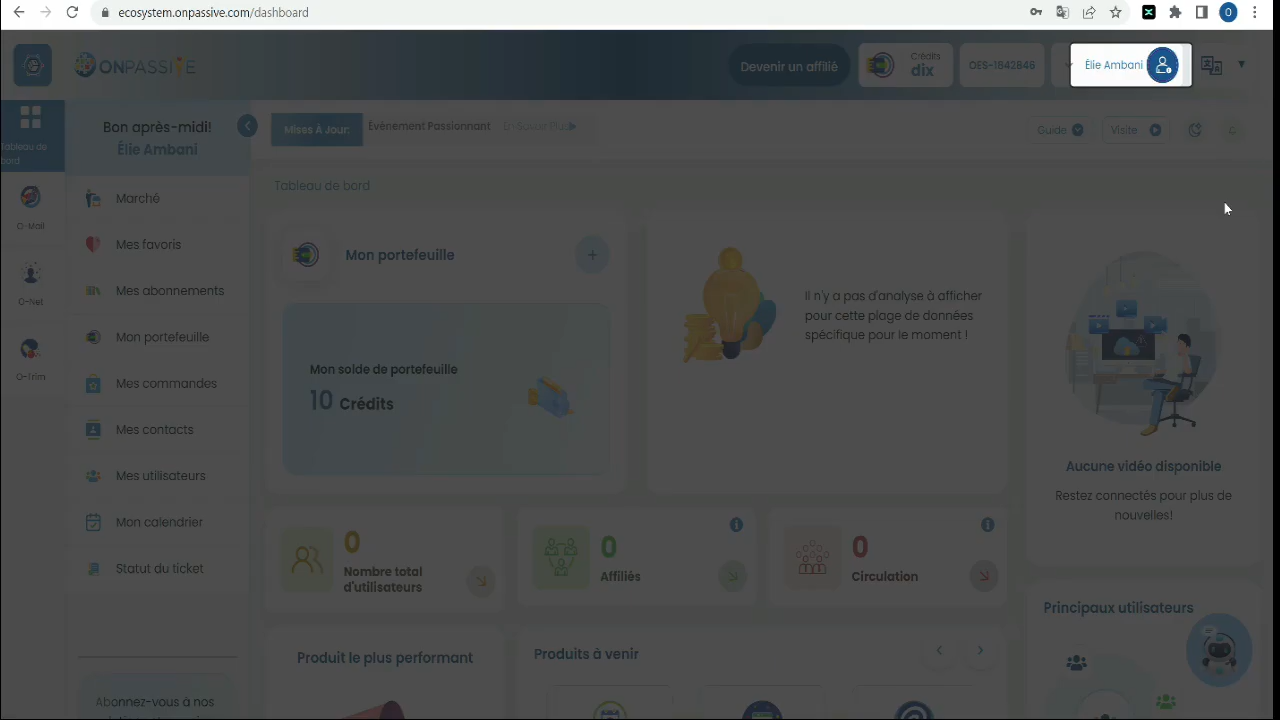 ecosystem.onpassive.com/dashboard
O
ONPASSIVE
Devenir un affilié
Crédits
dix
OES-1842846
Élie Ambani
Tableau de
bord
O-Mail
O-Net
O-Trim
Bon après-midi!
Élie Ambani
Marché
Mes favoris
Mes abonnements
Mon portefeuille
Mes commandes
Mes contacts
Mes utilisateurs
Mon calendrier
Statut du ticket
Abonnez-vous à nos
Mises À Jour:
Événement Passionnant
En Savoir Plus
Guide
Visite
Tableau de bord
Mon portefeuille
Mon solde de portefeuille
10 Crédits
Il n'y a pas d'analyse à afficher
pour cette plage de données
spécifique pour le moment !
Aucune vidéo disponible
Restez connectés pour plus de
nouvelles!
0
Nombre total
d'utilisateurs
0
Affiliés
0
Circulation
Principaux utilisateurs
Produit le plus performant
Produits à venir